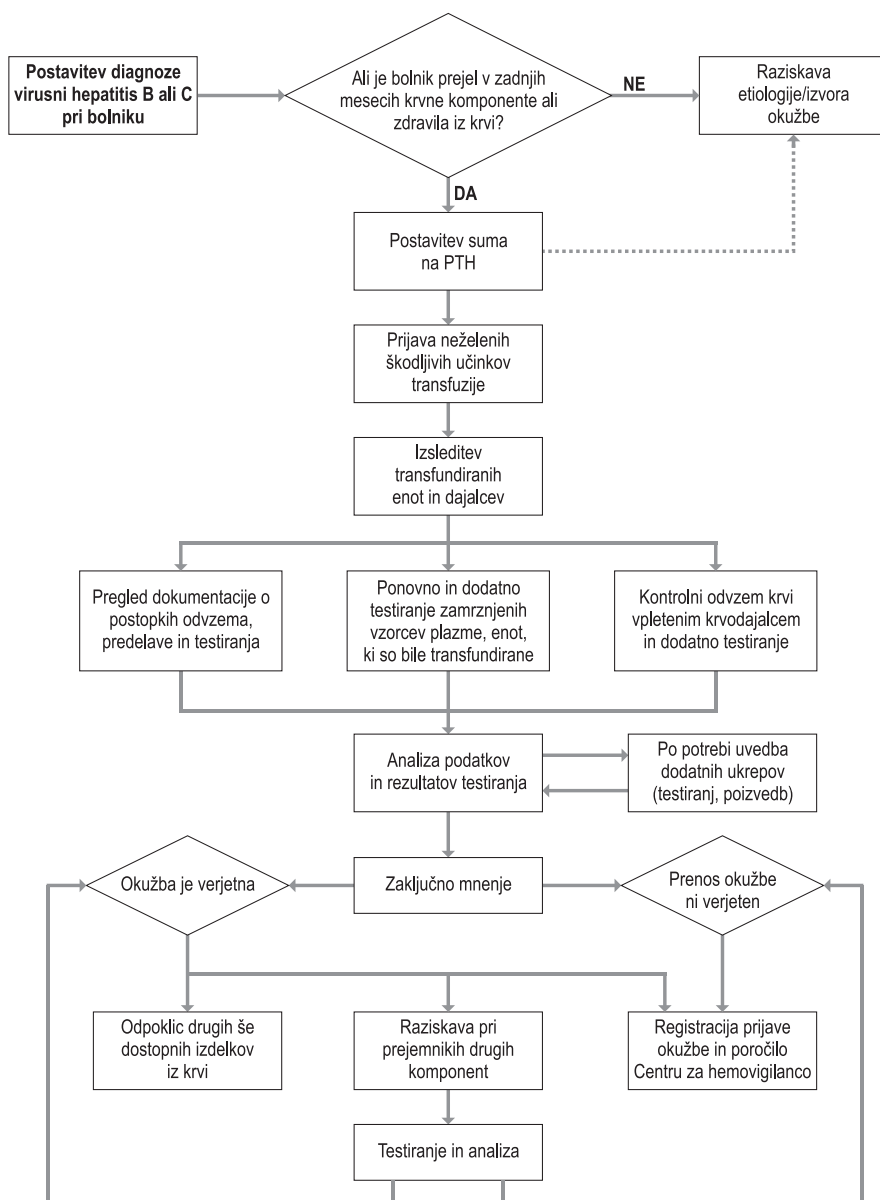 Postavitev diagnoze
virusni hepatitis B ali C
pri bolniku
Ali je bolnik prejel v zadnjih
mesecih krvne komponente ali
zdravila iz krvi?
NE
Raziskava
etiologije/izvora
okužbe
DA
Postavitev suma
na PTH
Prijava neželenih
škodljivih učinkov
transfuzije
Izsleditev
transfundiranih
enot in dajalcev
Pregled dokumentacije o
postopkih odvzema,
predelave in testiranja
Ponovno in dodatno
testiranje zamrznjenih
vzorcev plazme, enot,
ki so bile transfundirane
Kontrolni odvzem krvi
vpletenim krvodajalcem
in dodatno testiranje
Analiza podatkov
in rezultatov testiranja
Po potrebi uvedba
dodatnih ukrepov
(testiranj, poizvedb)
Okužba je verjetna
Zaključno mnenje
Prenos okužbe
ni verjeten
Odpoklic drugih še
dostopnih izdelkov
iz krvi
Raziskava pri
prejemnikih drugih
komponent
Registracija prijave
okužbe in poročilo
Centru za hemovigilanco
Testiranje in analiza